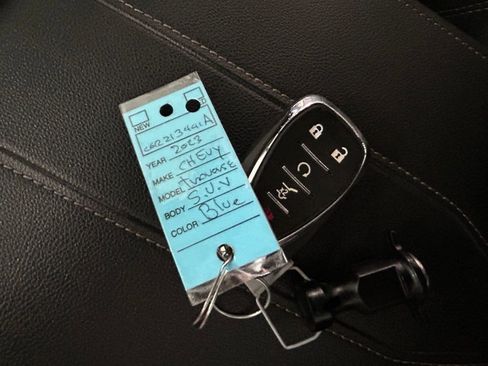 NEW
YEAR 2023
MAKE CHEVY
MODEL Traverse
BODY S.U.V
COLOR Blue